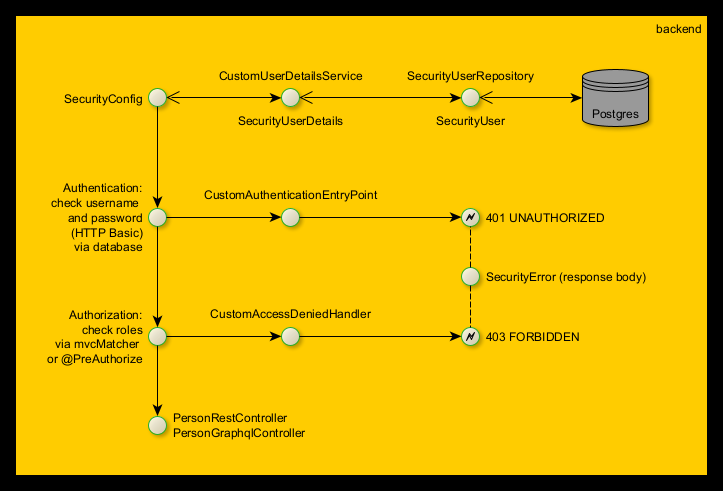 backend
CustomUserDetailsService
SecurityUserRepository
SecurityConfig
Postgres
SecurityUserDetails
SecurityUser
Authentication:
check username
and password
(HTTP Basic)
via database
CustomAuthenticationEntryPoint
401 UNAUTHORIZED
SecurityError (response body)
Authorization:
check roles
via mvcMatcher
or @PreAuthorize
CustomAccessDeniedHandler
403 FORBIDDEN
PersonRestController
PersonGraphqlController